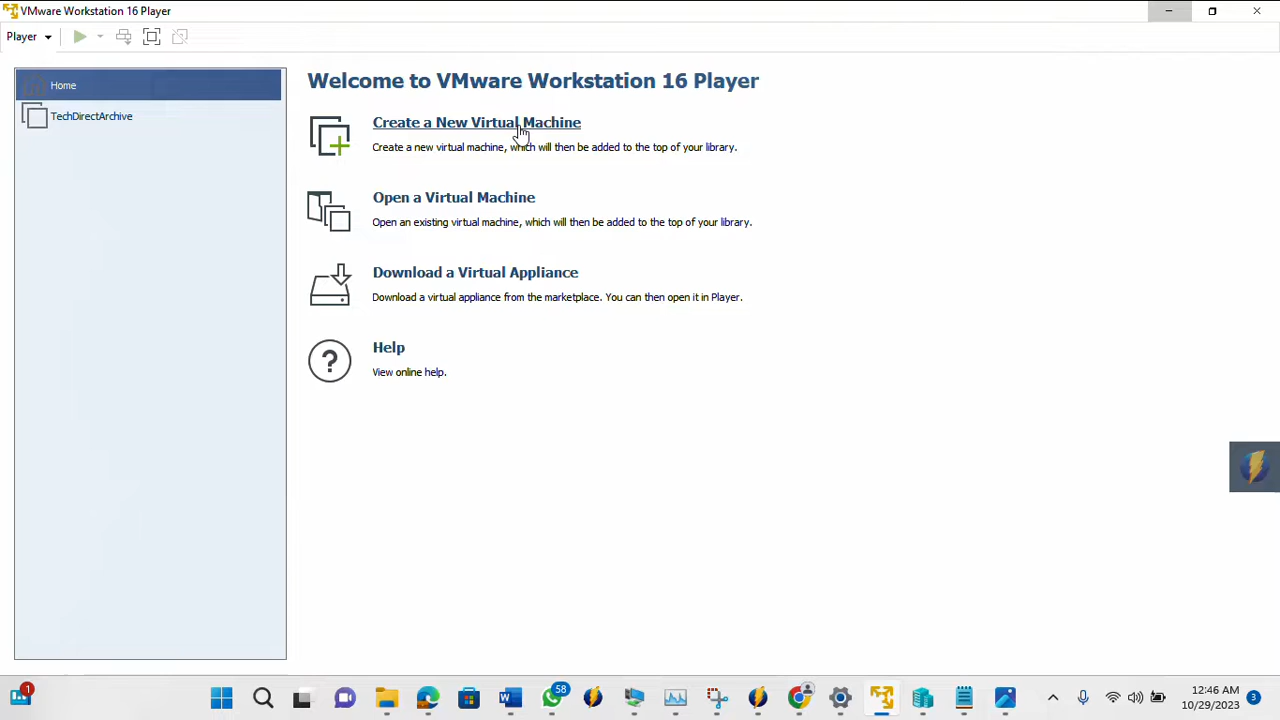 VMware Workstation 16 Player
Player
Home
TechDirectArchive
Welcome to VMware Workstation 16 Player
Create a New Virtual Machine
Create a new virtual machine, which will then be added to the top of your library.
Open a Virtual Machine
Open an existing virtual machine, which will then be added to the top of your library.
Download a Virtual Appliance
Download a virtual appliance from the marketplace. You can then open it in Player.
?
Help
View online help.
1
W
58
12:46 AM
10/29/2023
3